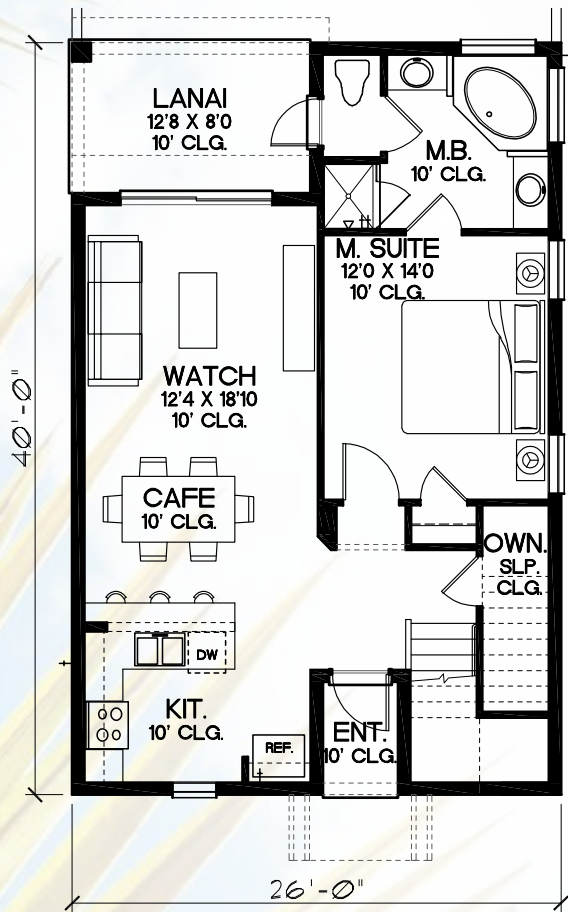 LANAI
12'8 X 8'0
10' CLG.
M.B.
10' CLG.
M. SUITE
12'0 X 14'0
10' CLG.
WATCH
12'4 X 18'10
10' CLG.
40'-0"
CAFE
10' CLG.
OWN.
SLP.
CLG.
DW
KIT.
10' CLG.
REF.
ENT.
10' CLG.
26'-0"